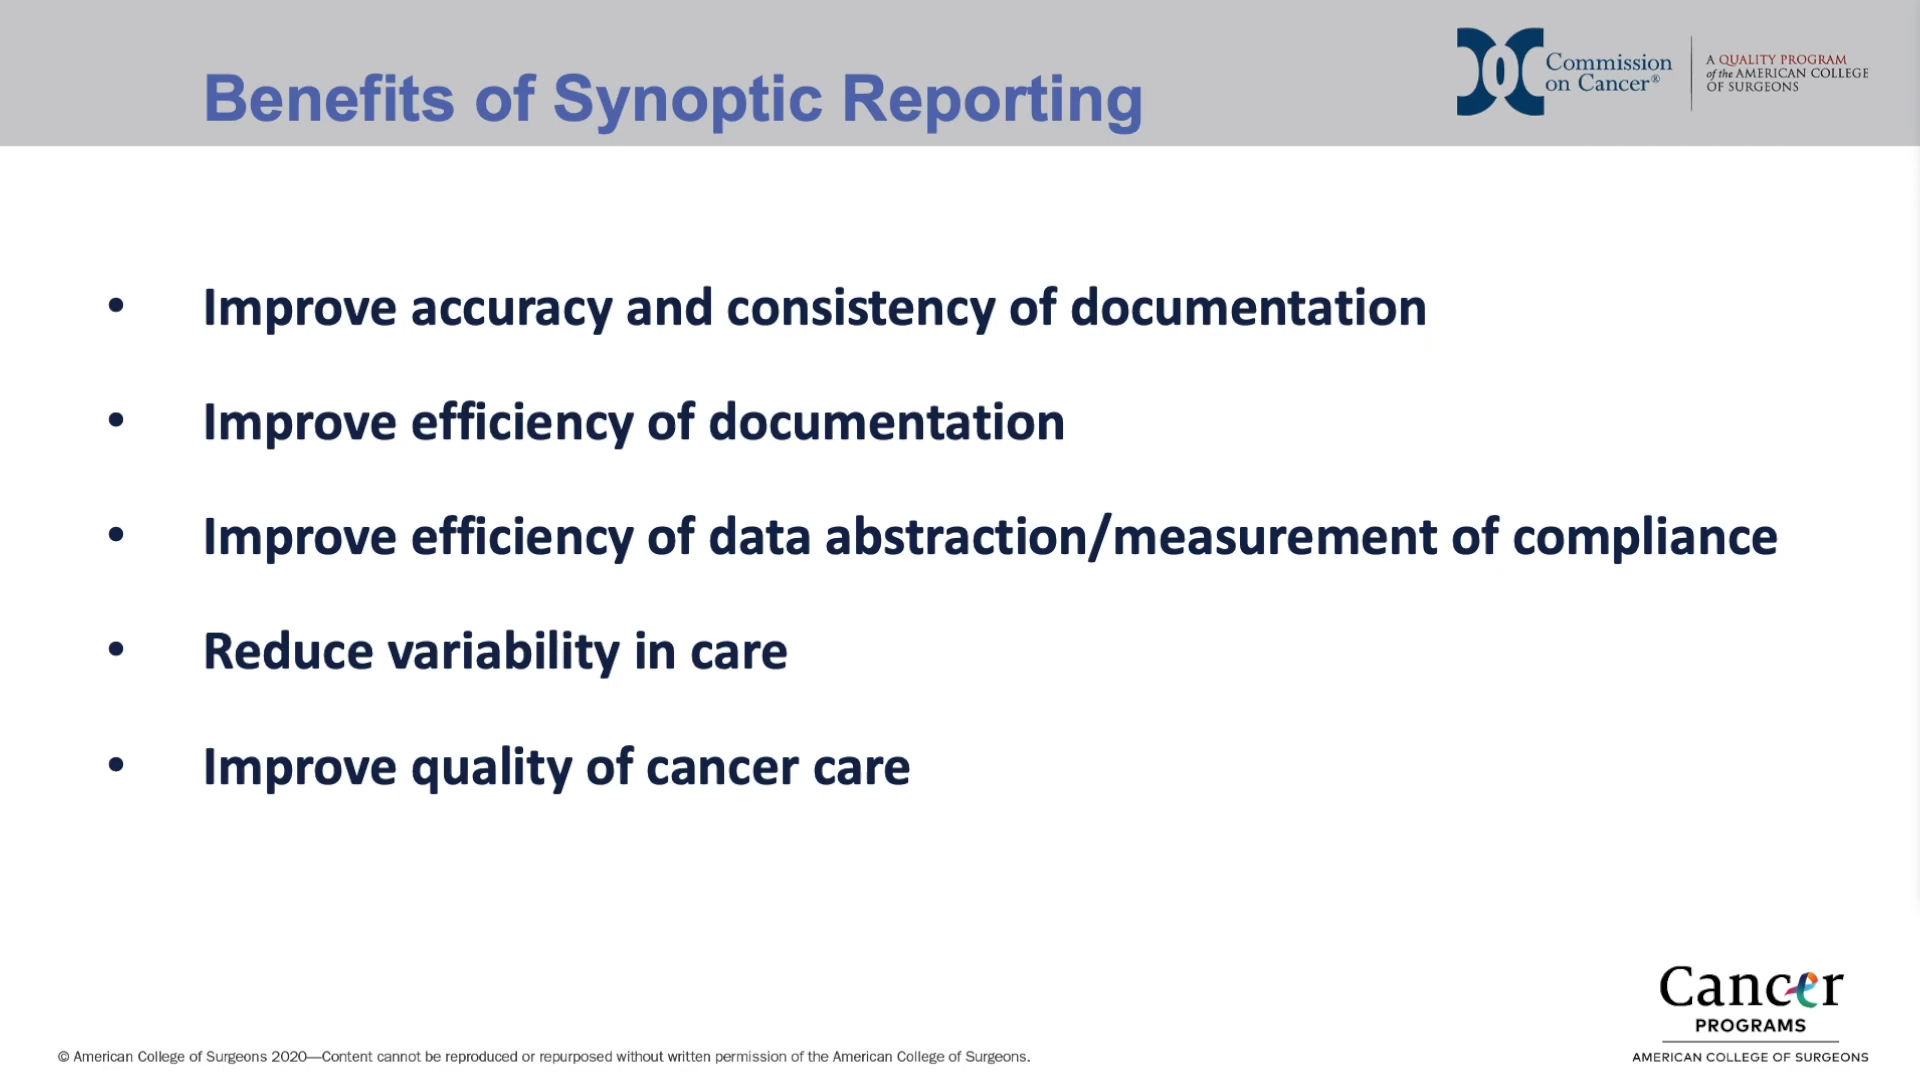 Benefits of Synoptic Reporting
Commission
on Cancer®
A QUALITY PROGRAM
of the AMERICAN COLLEGE
OF SURGEONS
• Improve accuracy and consistency of documentation
• Improve efficiency of documentation
• Improve efficiency of data abstraction/measurement of compliance
• Reduce variability in care
• Improve quality of cancer care
Cancer
PROGRAMS
AMERICAN COLLEGE OF SURGEONS
© American College of Surgeons 2020—Content cannot be reproduced or repurposed without written permission of the American College of Surgeons.